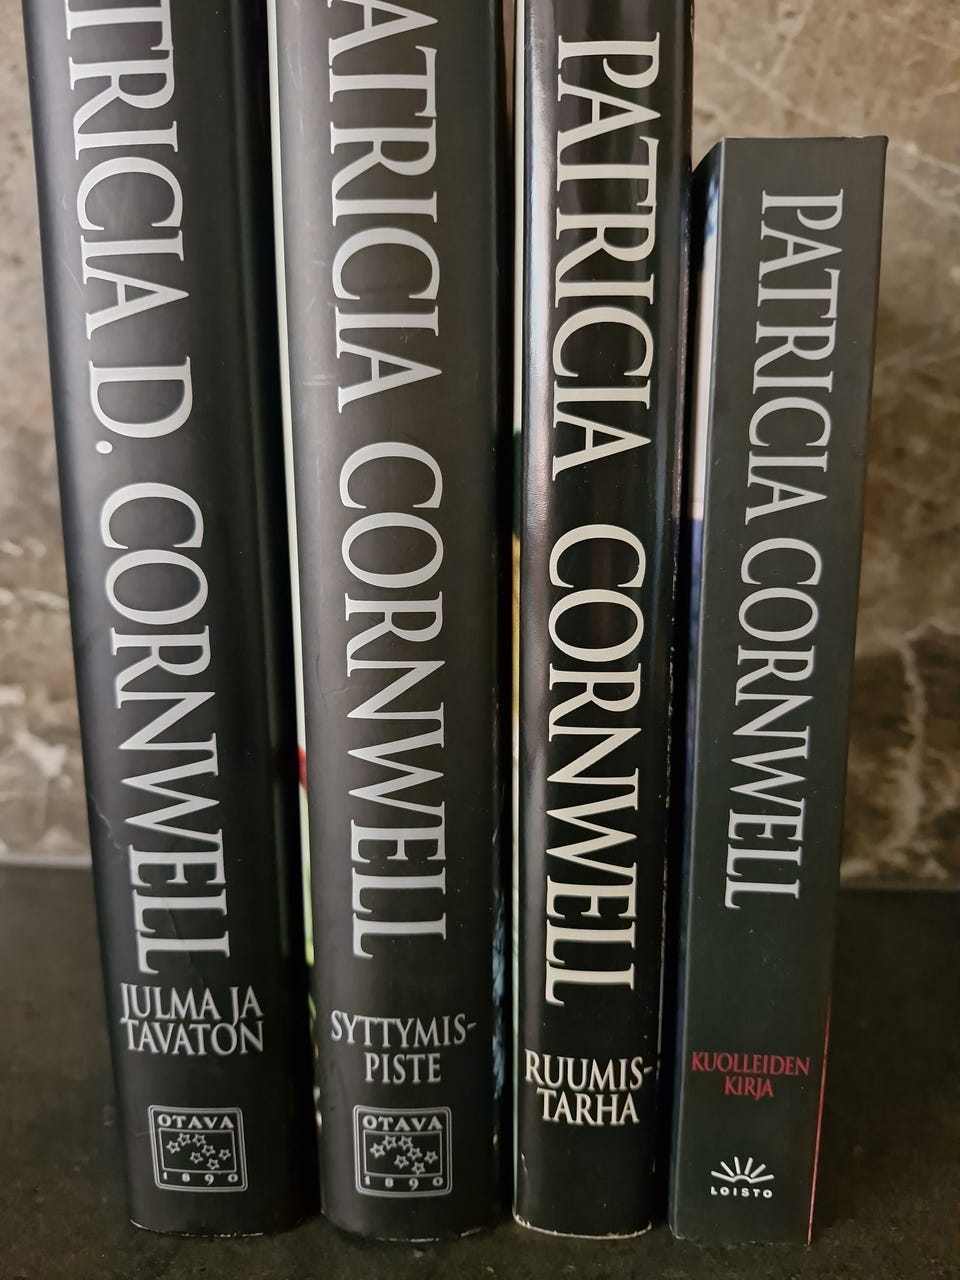 TRICIA D. CORNWELL
JULMA JA
TAVATON
OTAVA
1890
ATRICIA CORNWELL
SYTTYMIS-
PISTE
OTAVA
1890
PATRICIA CORNWELL
RUUMIS-
TARHA
PATRICIA CORNWELL
KUOLLEIDEN
KIRJA
LOISTO